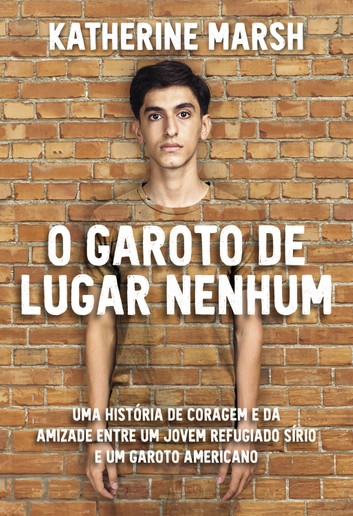 KATHERINE MARSH
O GAROTO DE
LUGAR NENHUM
UMA HISTÓRIA DE CORAGEM E DA
AMIZADE ENTRE UM JOVEM REFUGIADO SÍRIO
E UM GAROTO AMERICANO